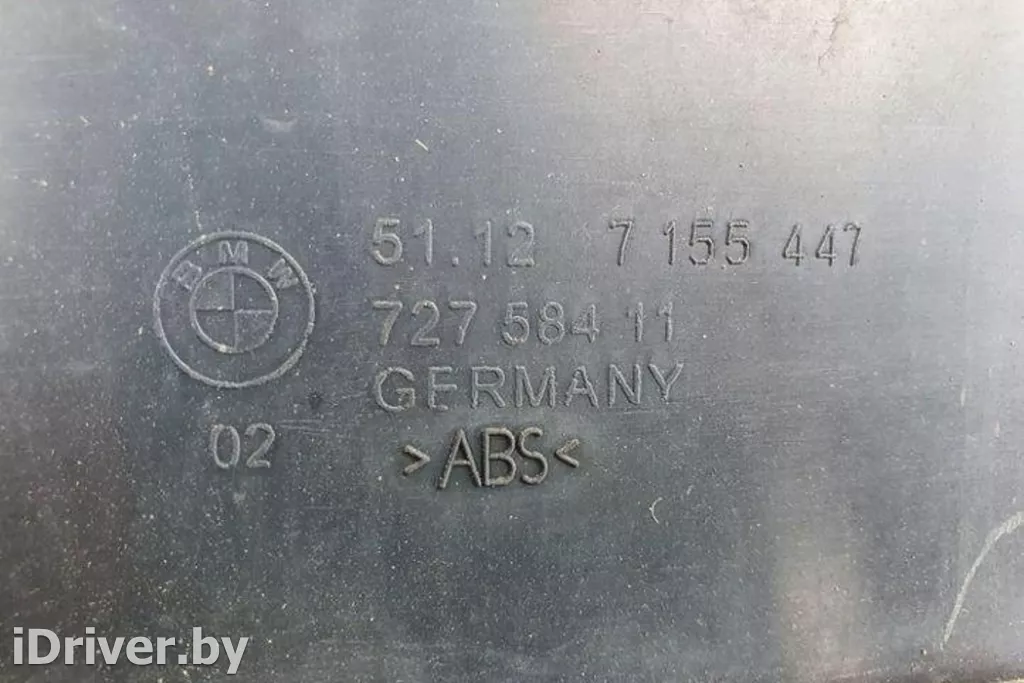 51.12 7 155 447
BMW
727 584 11
GERMANY
02 >ABS<
iDriver.by